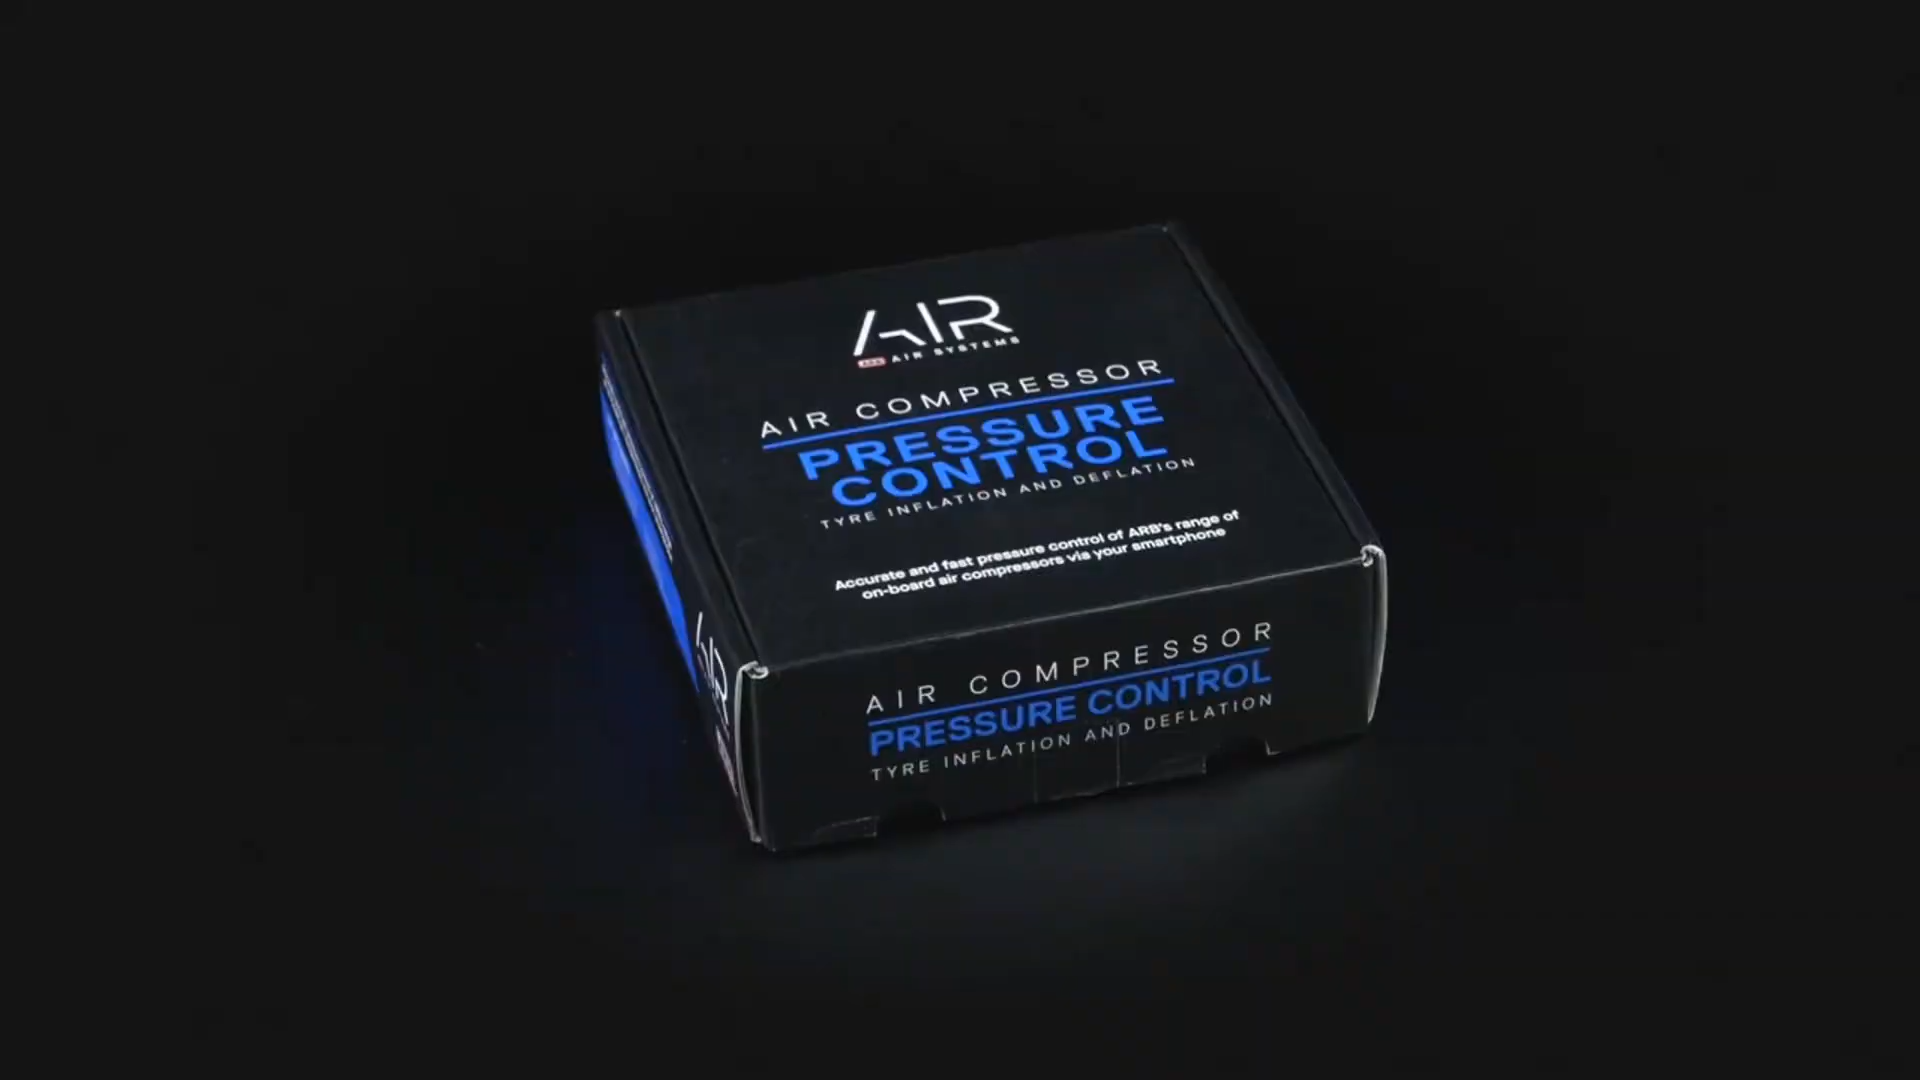 AIR
ARB AIR SYSTEMS
AIR COMPRESSOR
PRESSURE
CONTROL
TYRE INFLATION AND DEFLATION
Accurate and fast pressure control of ARB's range of
on-board air compressors via your smartphone
AIR COMPRESSOR
PRESSURE CONTROL
TYRE INFLATION AND DEFLATION
AIR